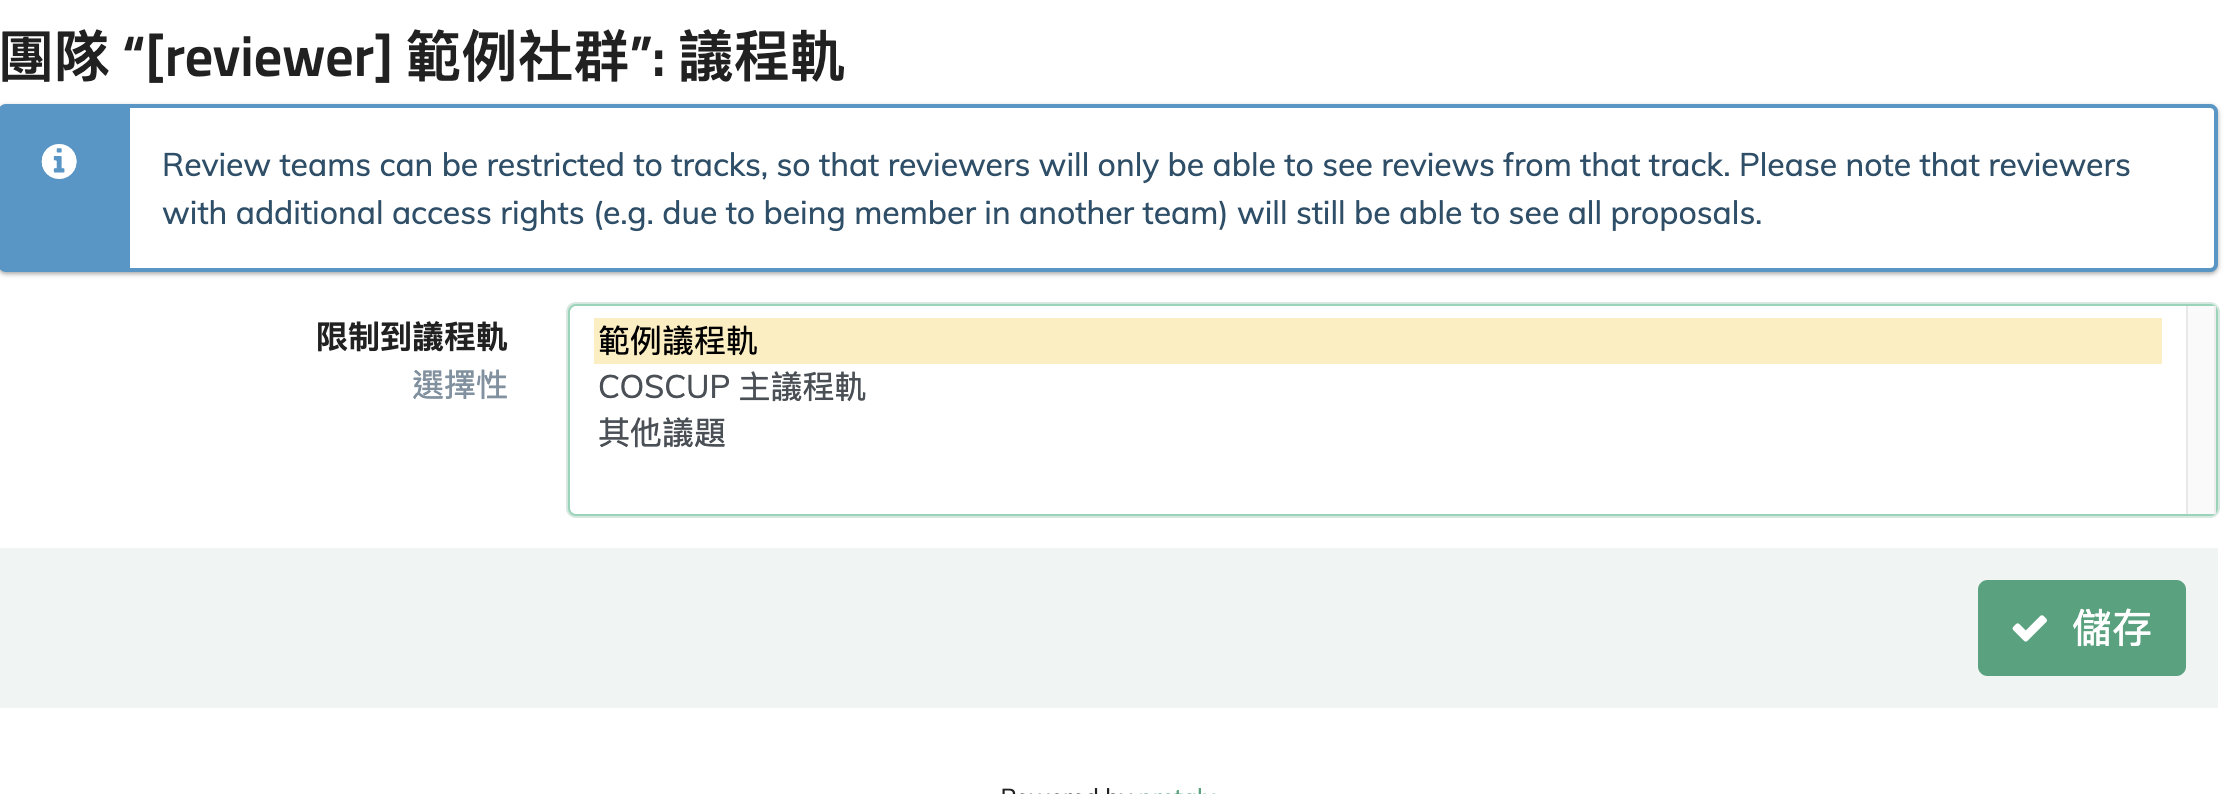 團隊 “[reviewer] 範例社群”: 議程軌
Review teams can be restricted to tracks, so that reviewers will only be able to see reviews from that track. Please note that reviewers
with additional access rights (e.g. due to being member in another team) will still be able to see all proposals.
限制到議程軌
選擇性
範例議程軌
COSCUP 主議程軌
其他議題
儲存
Powered by pretalx